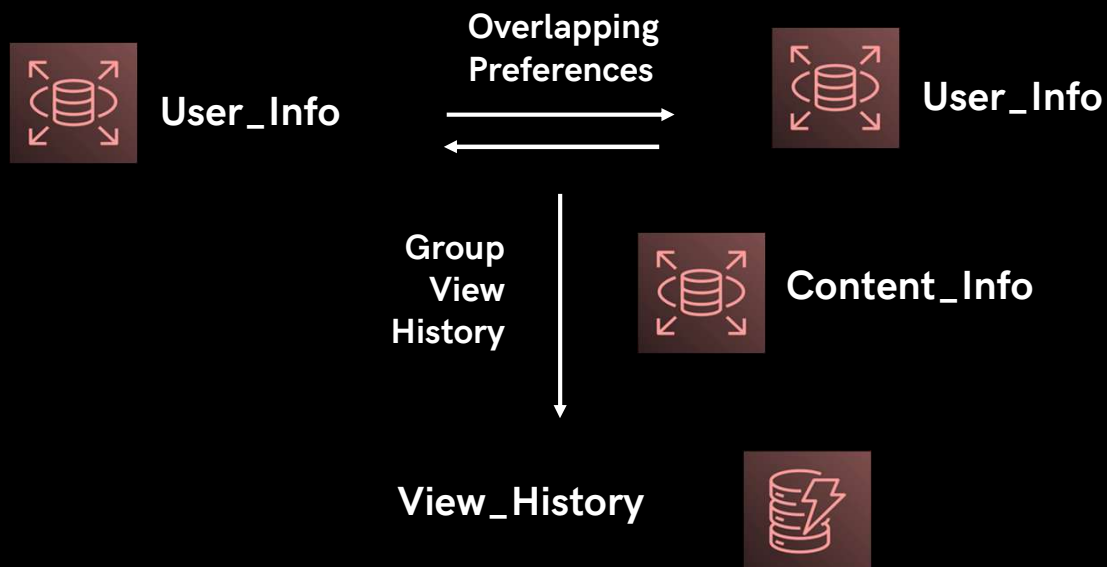 Overlapping
Preferences
User_Info
User_Info
Group
View
History
Content_Info
View_History